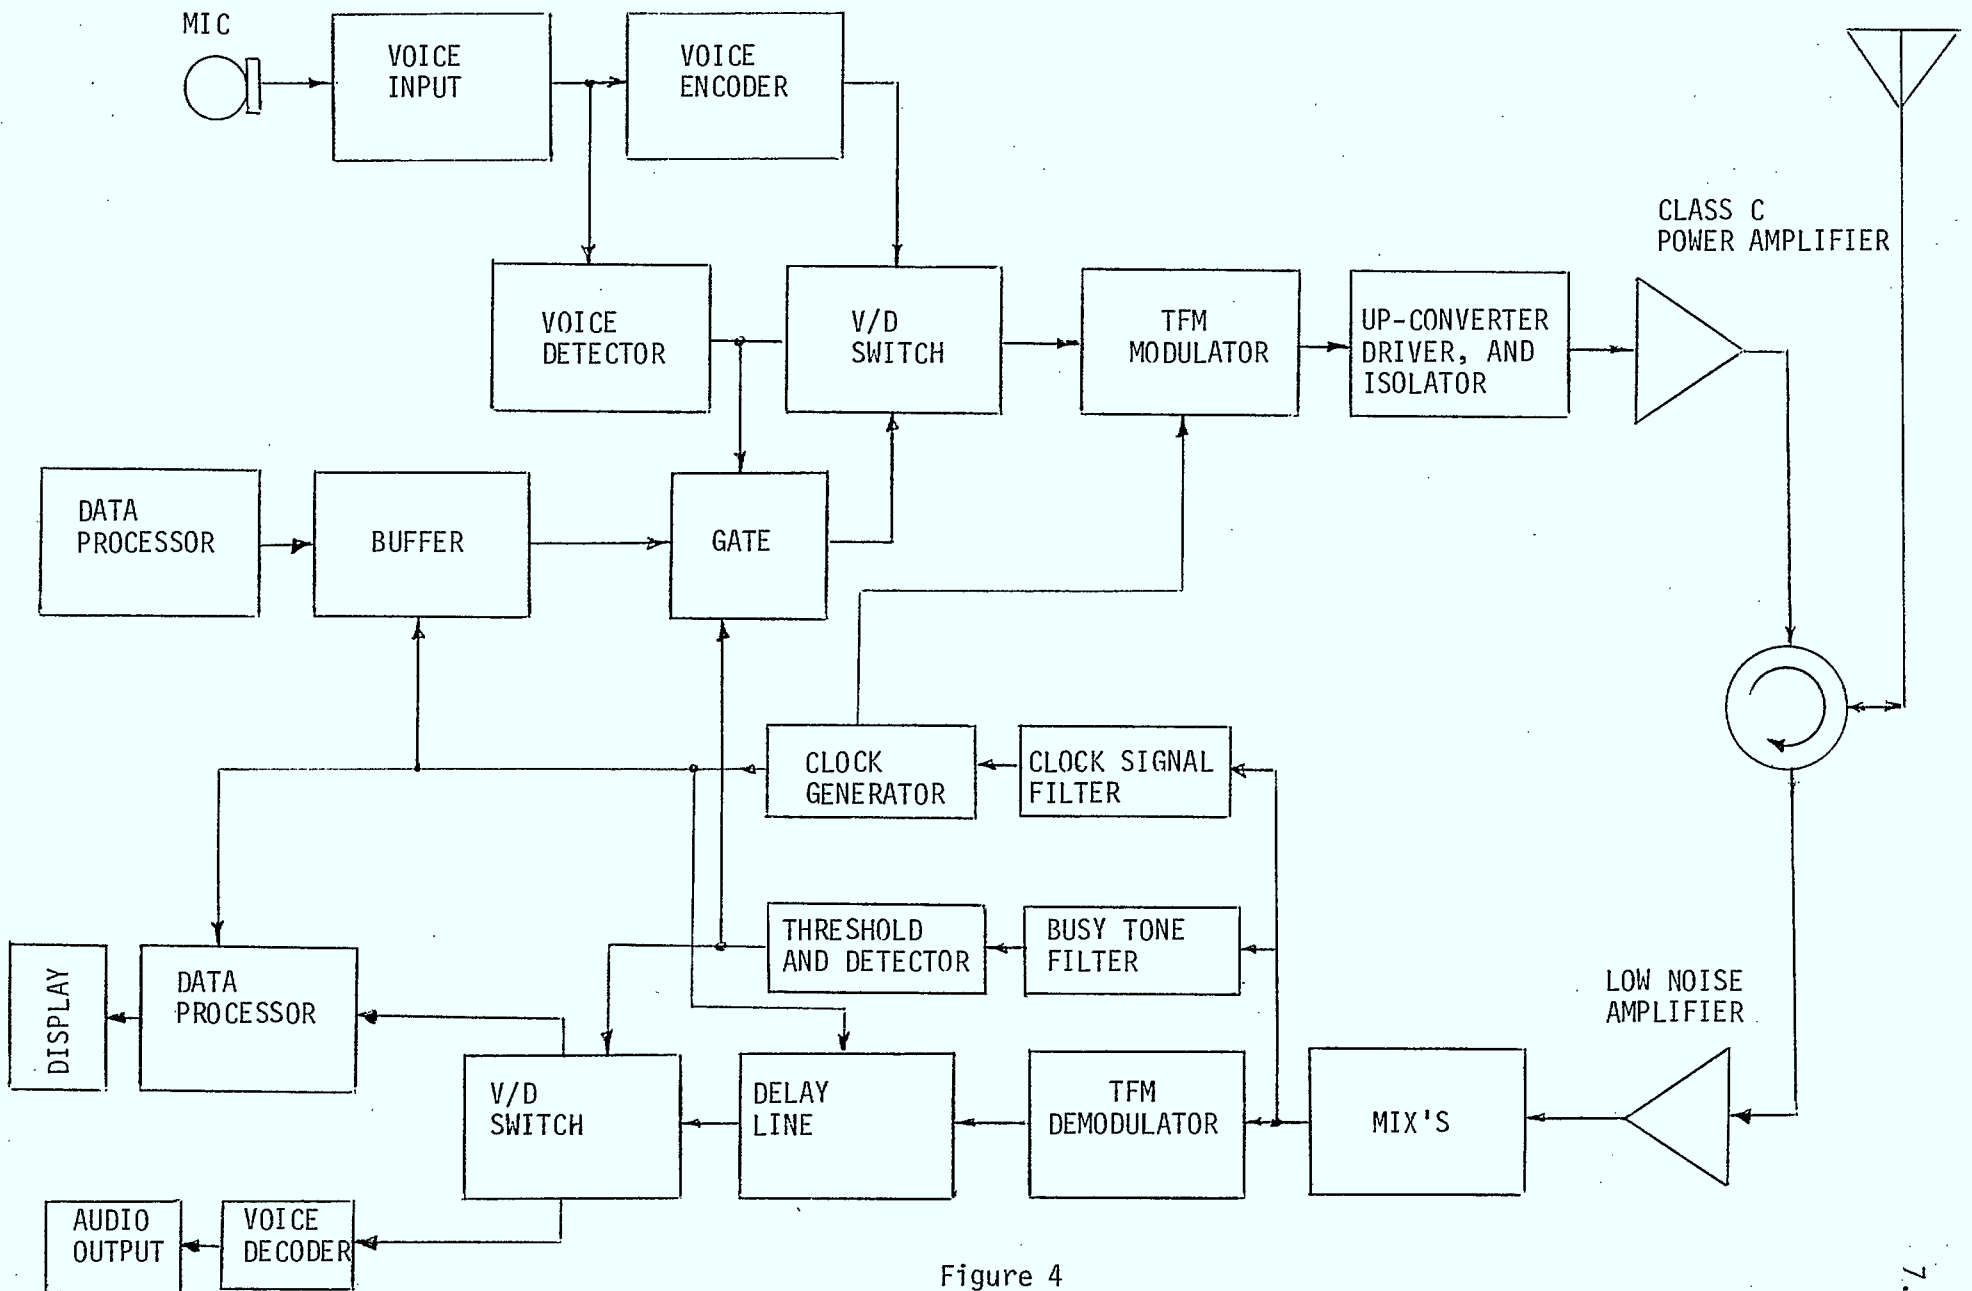 MIC
VOICE
INPUT
VOICE
ENCODER
CLASS C
POWER AMPLIFIER
VOICE
DETECTOR
V/D
SWITCH
TFM
MODULATOR
UP-CONVERTER
DRIVER, AND
ISOLATOR
DATA
PROCESSOR
BUFFER
GATE
CLOCK
GENERATOR
CLOCK SIGNAL
FILTER
THRESHOLD
AND DETECTOR
BUSY TONE
FILTER
LOW NOISE
AMPLIFIER
DISPLAY
DATA
PROCESSOR
V/D
SWITCH
DELAY
LINE
TFM
DEMODULATOR
MIX'S
AUDIO
OUTPUT
VOICE
DECODER
Figure 4
7.